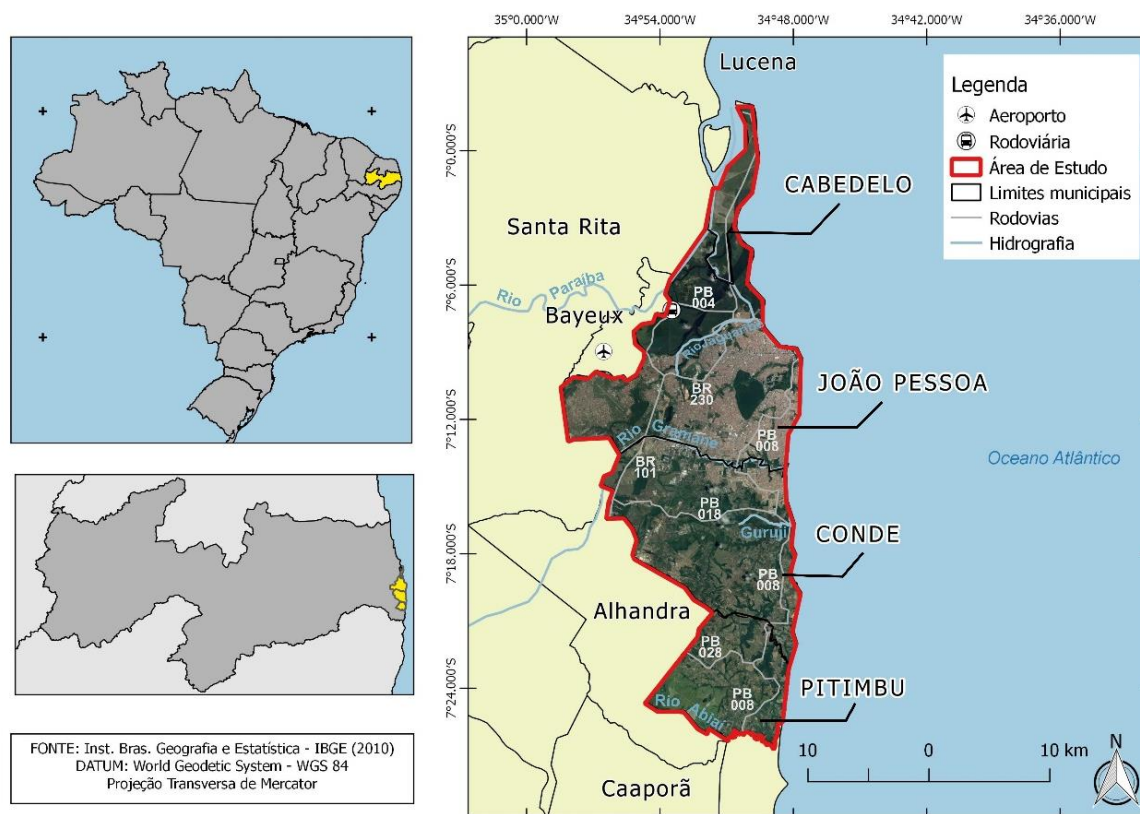 35°0.000'W
34°54.000'W
34°48.000'W
34°42.000'W
34°36.000'W
7°0.000'S
7°6.000'S
7°12.000'S
7°18.000'S
7°24.000'S
Lucena
Santa Rita
Rio Paraíba
Bayeux
CABEDELO
PB
004
Rio Jaguaribe
BR
230
JOÃO PESSOA
PB
008
Rio Gramame
BR
101
PB
018
Gurují
CONDE
PB
008
Alhandra
PB
028
PB
008
PITIMBU
Rio Abiaí
Caaporã
Oceano Atlântico
Legenda
Aeroporto
Rodoviária
Área de Estudo
Limites municipais
Rodovias
Hidrografia
10 0 10 km
N
FONTE: Inst. Bras. Geografia e Estatística - IBGE (2010)
DATUM: World Geodetic System - WGS 84
Projeção Transversa de Mercator